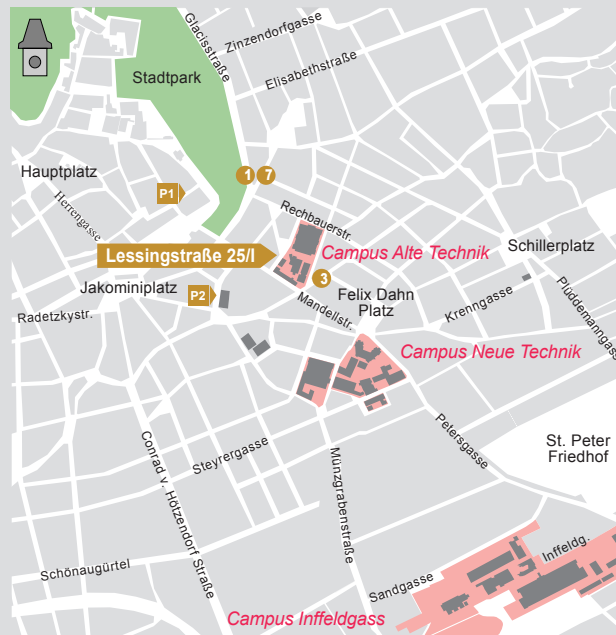 Glacisstraße
Zinzendorfgasse
Elisabethstraße
Stadtpark
Hauptplatz
1
7
P1
Herrengasse
Rechbauerstr.
Lessingstraße 25/I
Campus Alte Technik
Schillerplatz
3
Jakominiplatz
P2
Felix Dahn
Platz
Krenngasse
Plüddemanngasse
Radetzkystr.
Mandellstr.
Campus Neue Technik
Petersgasse
St. Peter
Friedhof
Steyrergasse
Münzgrabenstraße
Conrad v. Hötzendorf Straße
Inffeldg.
Schönaugürtel
Sandgasse
Campus Inffeldgass